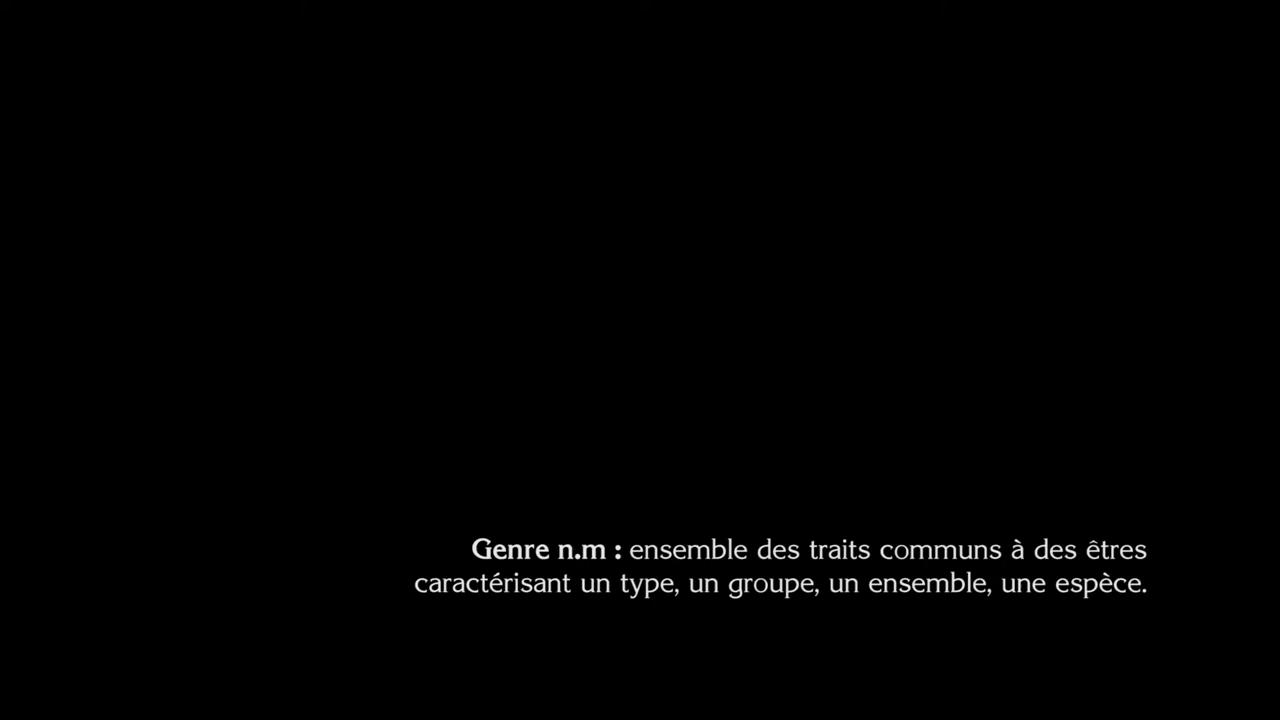 Genre n.m : ensemble des traits communs à des êtres
caractérisant un type, un groupe, un ensemble, une espèce.